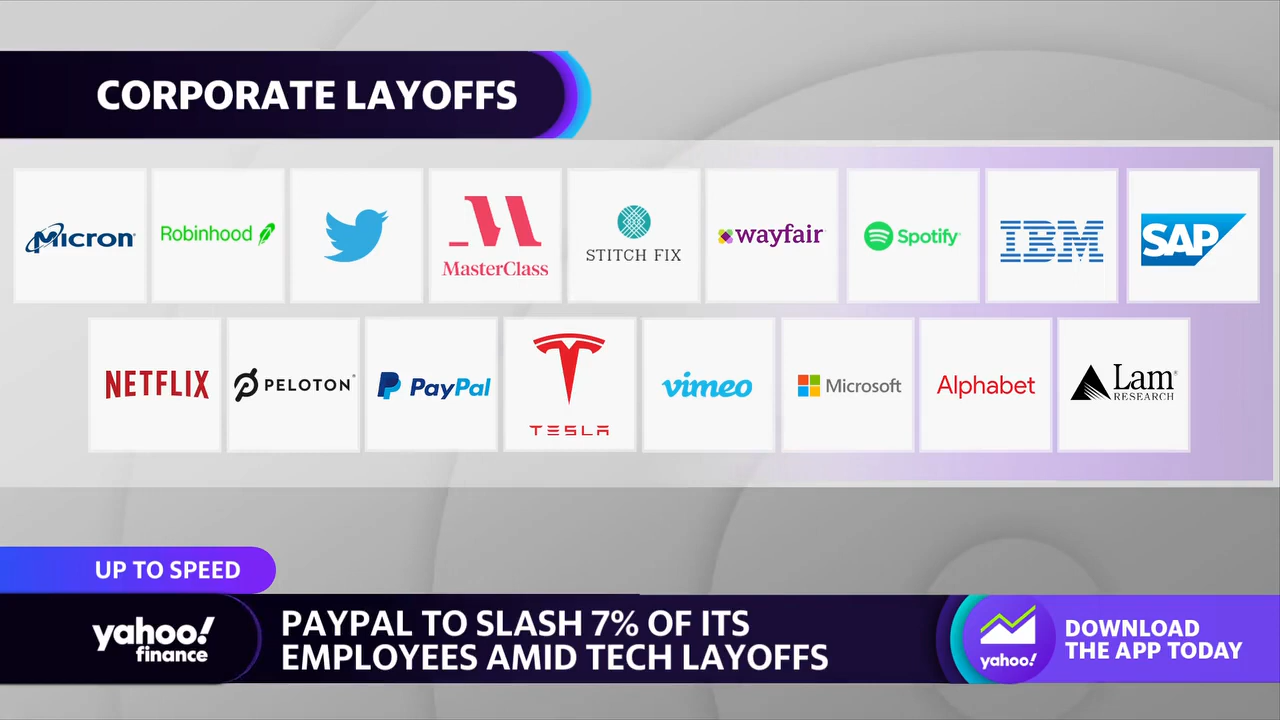 CORPORATE LAYOFFS
Micron
Robinhood
MasterClass
STITCH FIX
wayfair
Spotify
IBM
SAP
NETFLIX
PELOTON
PayPal
TESLA
vimeo
Microsoft
Alphabet
Lam
RESEARCH
UP TO SPEED
yahoo!
finance
PAYPAL TO SLASH 7% OF ITS
EMPLOYEES AMID TECH LAYOFFS
yahoo!
DOWNLOAD
THE APP TODAY